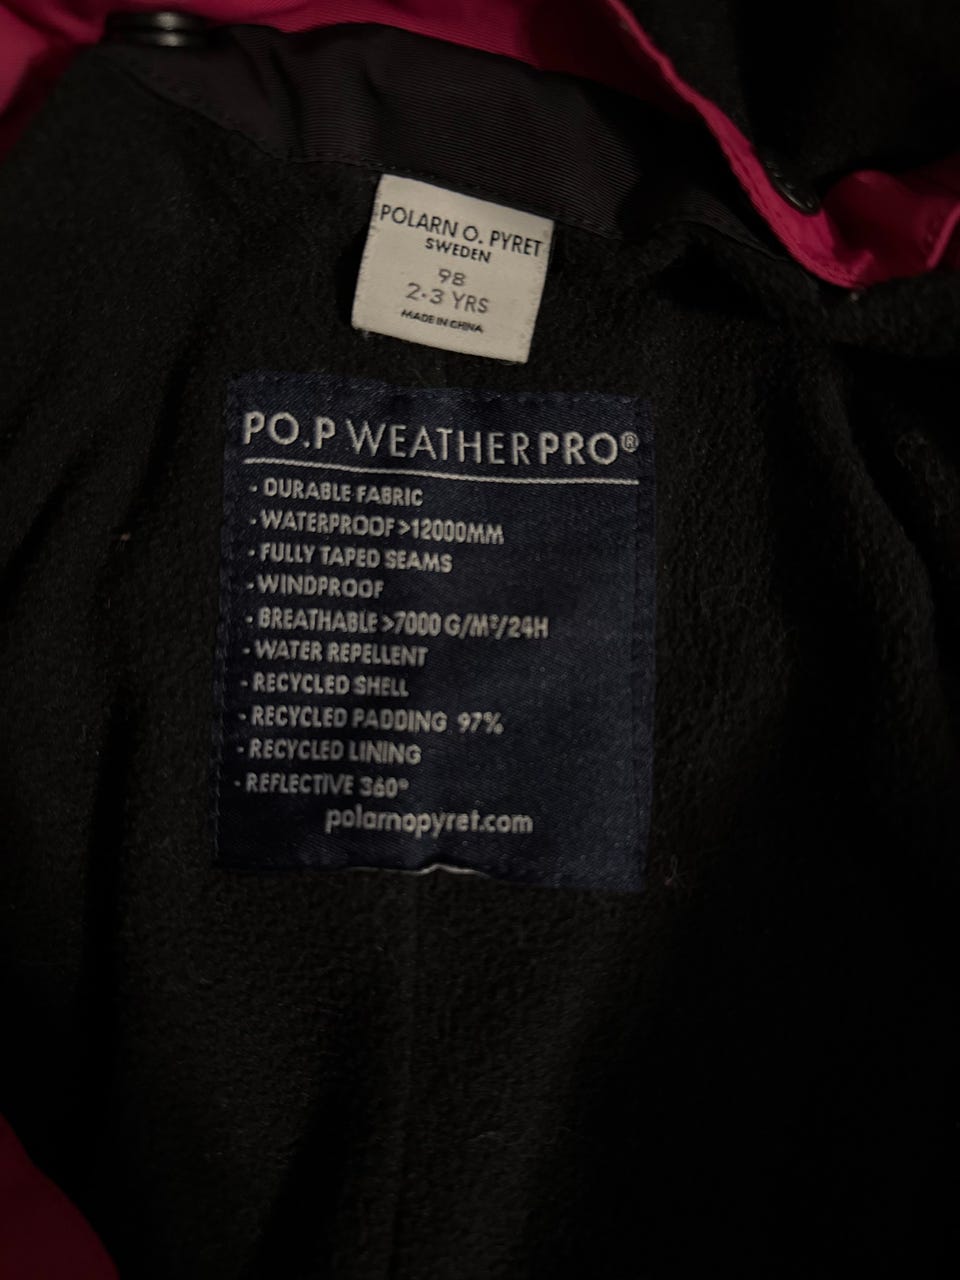 POLARN O. PYRET
SWEDEN
98
2-3 YRS
MADE IN CHINA
PO.P WEATHERPRO®
- DURABLE FABRIC
- WATERPROOF >12000MM
- FULLY TAPED SEAMS
- WINDPROOF
- BREATHABLE >7000 G/M²/24H
- WATER REPELLENT
- RECYCLED SHELL
- RECYCLED PADDING 97%
- RECYCLED LINING
- REFLECTIVE 360°
polarnopyret.com